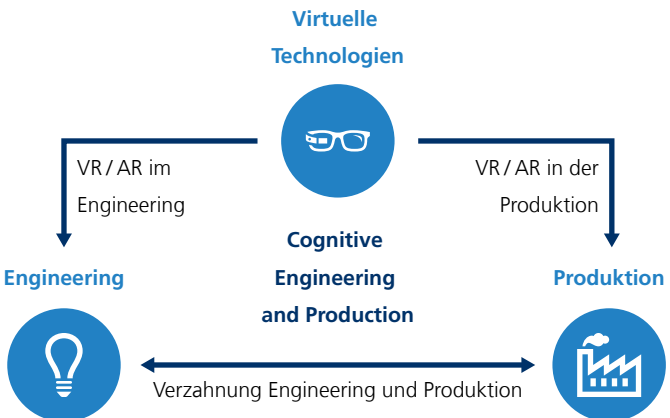 Virtuelle
Technologien
VR / AR im
Engineering
VR / AR in der
Produktion
Cognitive
Engineering
and Production
Engineering
Produktion
Verzahnung Engineering und Produktion